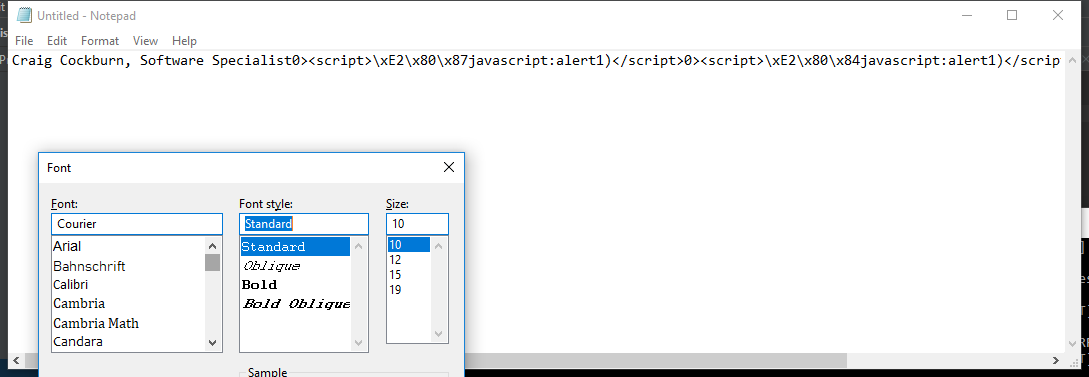 Untitled - Notepad
File Edit Format View Help
Craig Cockburn, Software Specialist0><script>\xE2\x80\x87javascript:alert1)</script>0><script>\xE2\x80\x84javascript:alert1)</scrip
Font
Font: Font style: Size:
Courier Standard 10
Arial Standard 10
Bahnschrift Oblique 12
Calibri Bold 15
Cambria Bold Oblique 19
Cambria Math
Candara
Sample